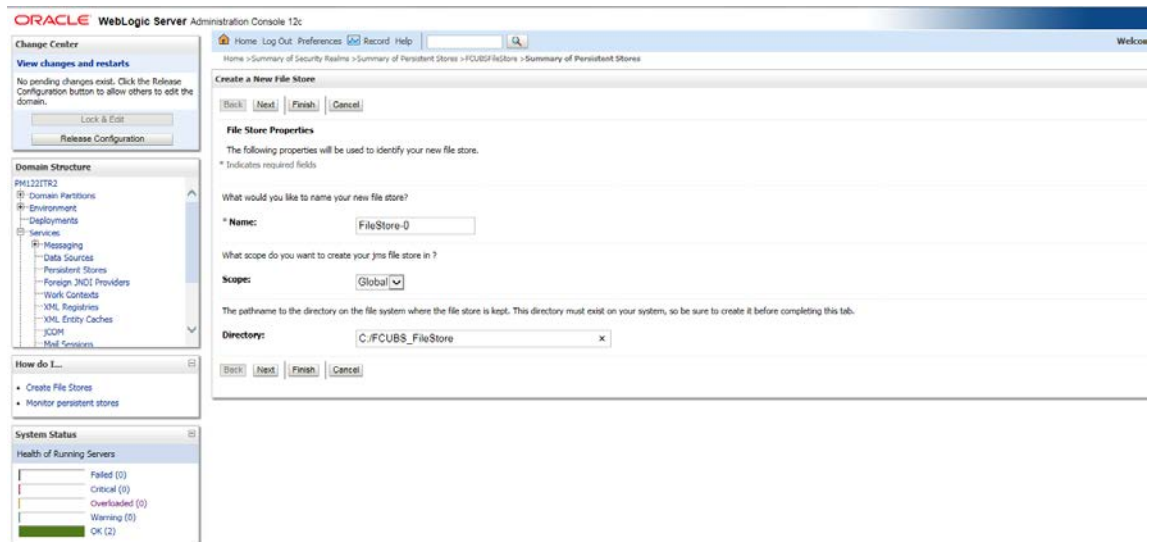 ORACLE WebLogic Server Administration Console 12c
Change Center
View changes and restarts
No pending changes exist. Click the Release
Configuration button to allow others to edit the
domain.
Lock & Edit
Release Configuration
Domain Structure
PM122ITR2
Domain Partitions
Environment
Deployments
Services
Messaging
Data Sources
Persistent Stores
Foreign JNDI Providers
Work Contexts
XML Registries
XML Entity Caches
jCOM
Mail Sessions
How do I...
Create File Stores
Monitor persistent stores
System Status
Health of Running Servers
Failed (0)
Critical (0)
Overloaded (0)
Warning (0)
OK (2)
Home Log Out Preferences Record Help
Home >Summary of Security Realms >Summary of Persistent Stores >FCUBSFileStore >Summary of Persistent Stores
Create a New File Store
Back Next Finish Cancel
File Store Properties
The following properties will be used to identify your new file store.
* Indicates required fields
What would you like to name your new file store?
* Name: FileStore-0
What scope do you want to create your jms file store in ?
Scope: Global
The pathname to the directory on the file system where the file store is kept. This directory must exist on your system, so be sure to create it before completing this tab.
Directory: C:/FCUBS_FileStore ×
Back Next Finish Cancel